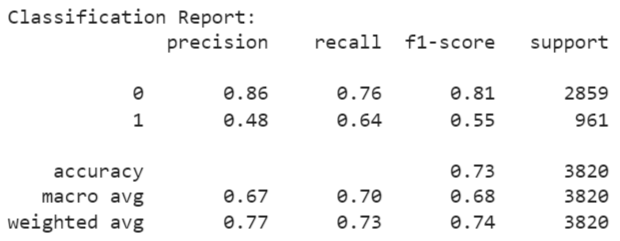 Classification Report:
precision recall f1-score support
0 0.86 0.76 0.81 2859
1 0.48 0.64 0.55 961
accuracy 0.73 3820
macro avg 0.67 0.70 0.68 3820
weighted avg 0.77 0.73 0.74 3820